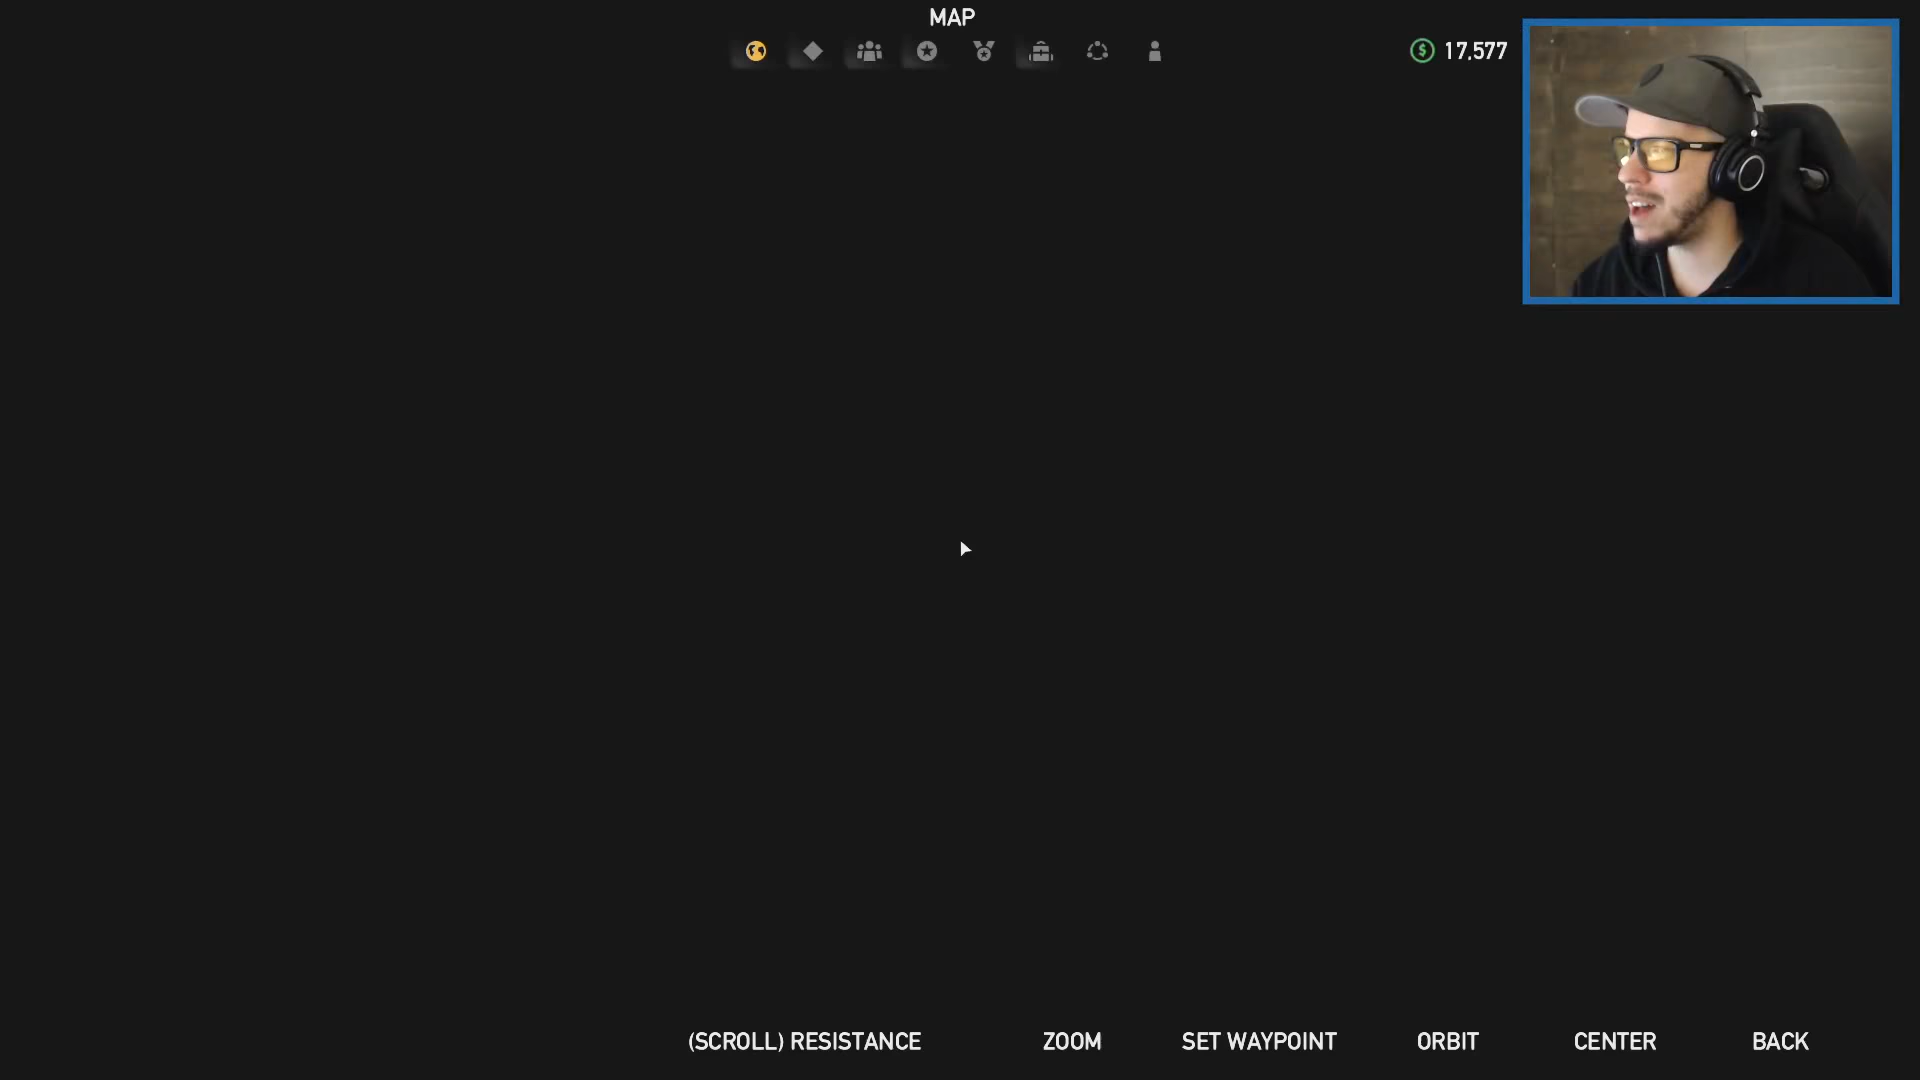 MAP
$ 17,577
(SCROLL) RESISTANCE ZOOM SET WAYPOINT ORBIT CENTER BACK